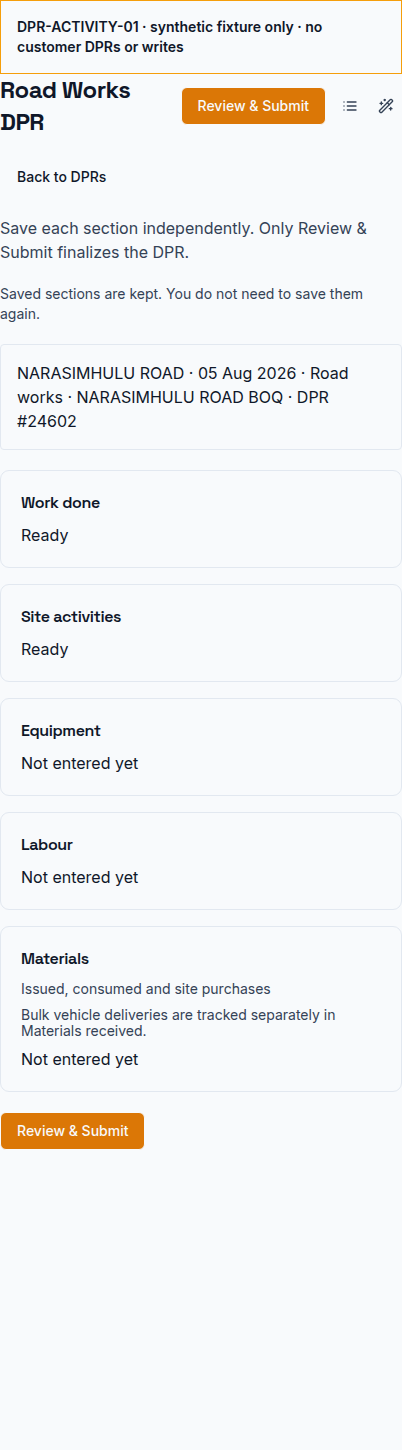 DPR-ACTIVITY-01 · synthetic fixture only · no
customer DPRs or writes
Road Works
DPR
Review & Submit
Back to DPRs
Save each section independently. Only Review &
Submit finalizes the DPR.
Saved sections are kept. You do not need to save them
again.
NARASIMHULU ROAD · 05 Aug 2026 · Road
works · NARASIMHULU ROAD BOQ · DPR
#24602
Work done
Ready
Site activities
Ready
Equipment
Not entered yet
Labour
Not entered yet
Materials
Issued, consumed and site purchases
Bulk vehicle deliveries are tracked separately in
Materials received.
Not entered yet
Review & Submit